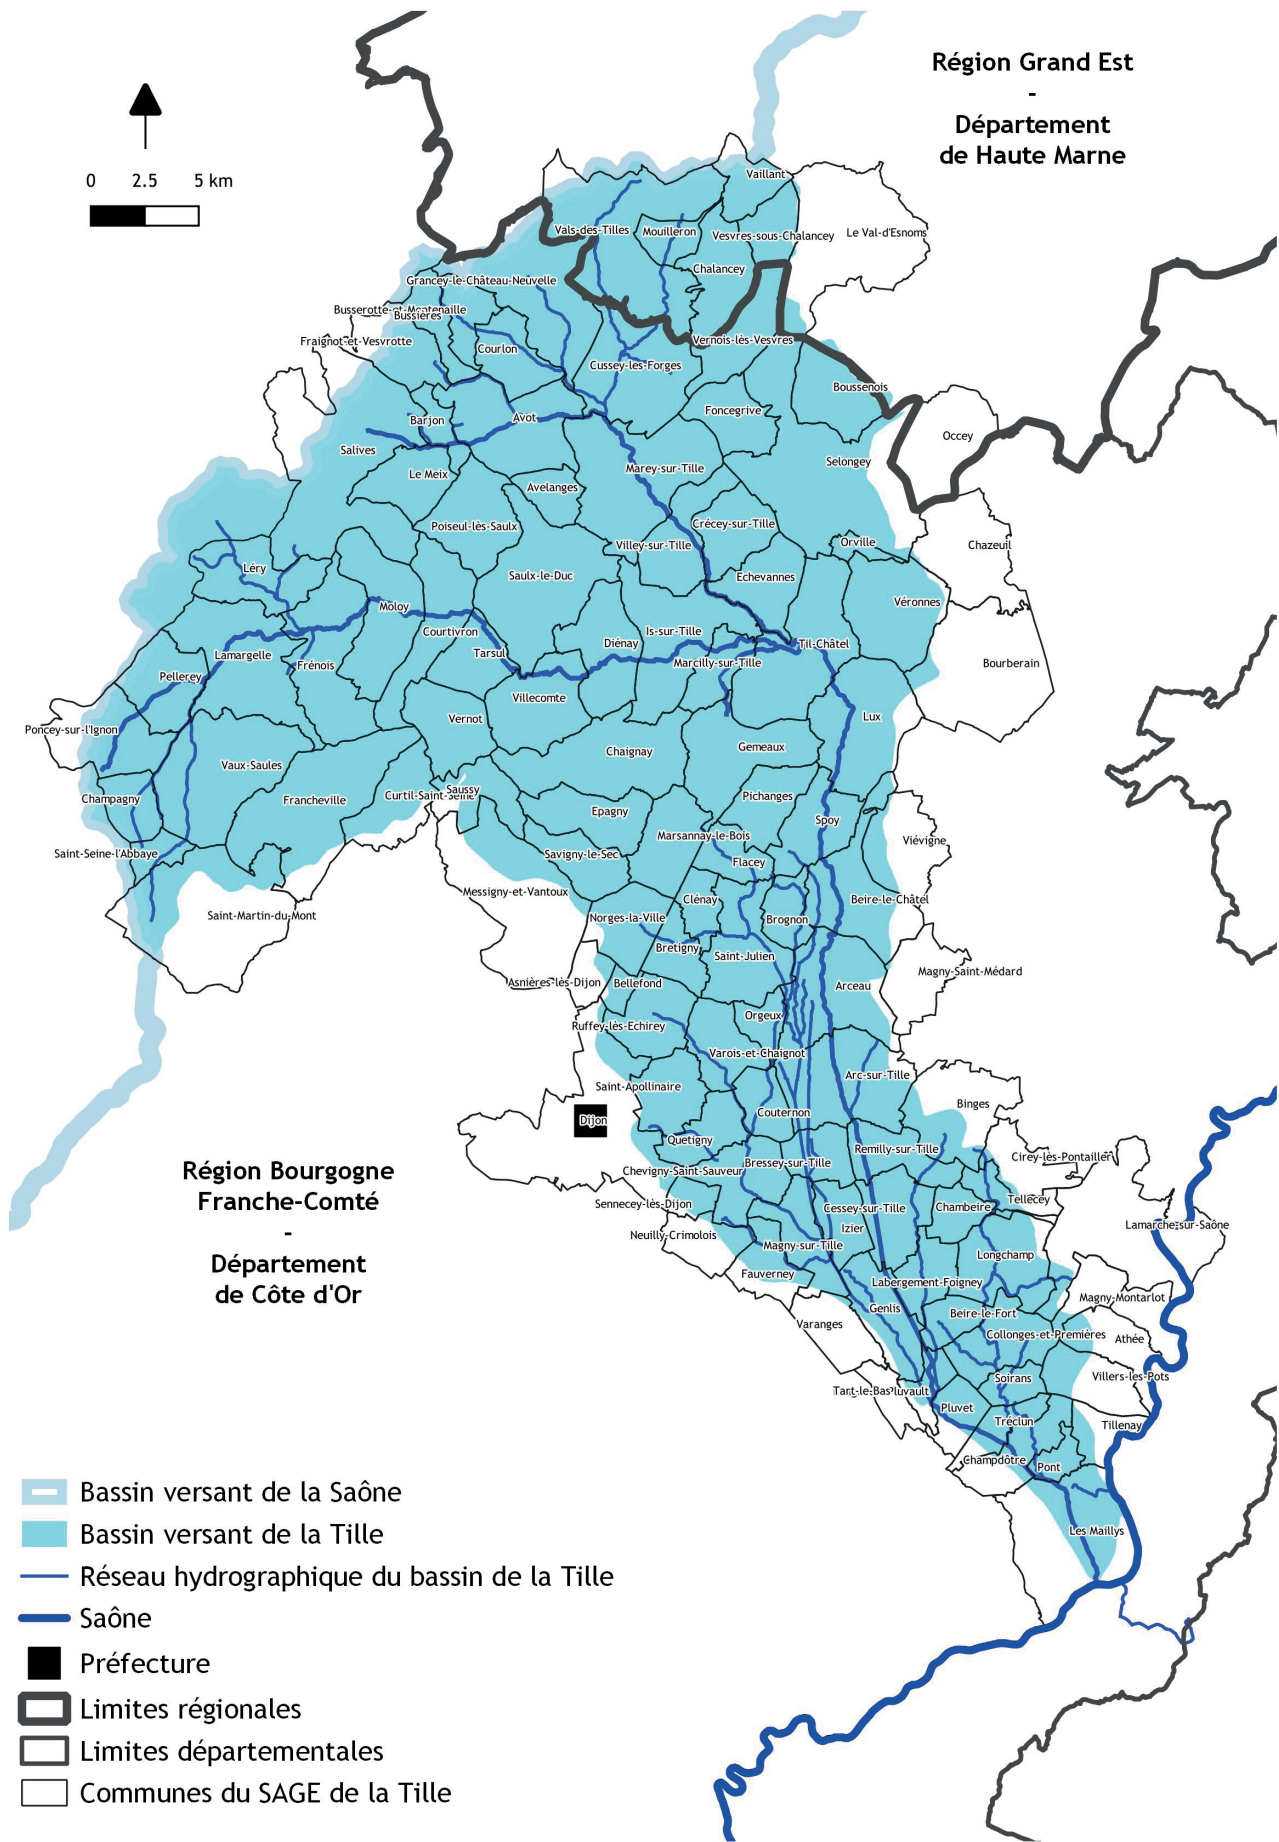 Région Grand Est
-
Département
de Haute Marne
0 2.5 5 km
Vaillant
Vals-des-Tilles
Mouilleron
Vesvres-sous-Chalancey
Le Val-d'Esnoms
Chalancey
Grancey-le-Château-Neuvelle
Busserotte-et-Montenaille
Bussières
Fraignot-et-Vesvrotte
Vernois-lès-Vesvres
Courlon
Cussey-les-Forges
Boussenois
Foncegrive
Barjon
Avot
Occey
Salives
Le Meix
Marey-sur-Tille
Selongey
Avelanges
Poiseul-lès-Saulx
Crécey-sur-Tille
Villey-sur-Tille
Orville
Chazeuil
Léry
Saulx-le-Duc
Echevannes
Véronnes
Moloy
Courtivron
Is-sur-Tille
Diénay
Til-Châtel
Tarsul
Lamargelle
Frénois
Marcilly-sur-Tille
Bourberain
Pellerey
Villecomte
Vernot
Lux
Poncey-sur-l'Ignon
Chaignay
Gemeaux
Vaux-Saules
Champagny
Francheville
Curtil-Saint-Seine
Saussy
Pichanges
Epagny
Spoy
Marsannay-le-Bois
Viévigne
Saint-Seine-l'Abbaye
Savigny-le-Sec
Flacey
Messigny-et-Vantoux
Clénay
Beire-le-Châtel
Saint-Martin-du-Mont
Norges-la-Ville
Brognon
Bretigny
Saint-Julien
Magny-Saint-Médard
Asnières-lès-Dijon
Bellefond
Arceau
Orgeux
Ruffey-lès-Echirey
Varois-et-Chaignot
Arc-sur-Tille
Saint-Apollinaire
Binges
Dijon
Couternon
Quetigny
Remilly-sur-Tille
Cirey-lès-Pontailler
Bressey-sur-Tille
Chevigny-Saint-Sauveur
Région Bourgogne
Franche-Comté
-
Département
de Côte d'Or
Sennecey-lès-Dijon
Cessey-sur-Tille
Chambeire
Tellecey
Izier
Lamarche-sur-Saône
Neuilly-Crimolois
Magny-sur-Tille
Longchamp
Fauverney
Labergement-Foigney
Magny-Montarlot
Genlis
Beire-le-Fort
Varanges
Collonges-et-Premières
Athée
Soirans
Villers-les-Pots
Tart-le-Bas
Pluvault
Pluvet
Tréclun
Tillenay
Champdôtre
Pont
Les Maillys
Bassin versant de la Saône
Bassin versant de la Tille
Réseau hydrographique du bassin de la Tille
Saône
Préfecture
Limites régionales
Limites départementales
Communes du SAGE de la Tille